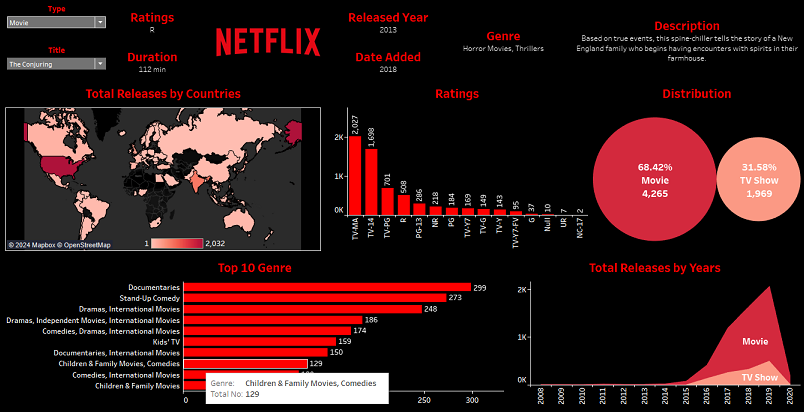 Type
Movie
Title
The Conjuring
Ratings
R
Duration
112 min
NETFLIX
Released Year
2013
Date Added
2018
Genre
Horror Movies, Thrillers
Description
Based on true events, this spine-chiller tells the story of a New
England family who begins having encounters with spirits in their
farmhouse.
Total Releases by Countries
© 2024 Mapbox © OpenStreetMap
1 2,032
Ratings
2K
1K
0K
2,027
1,698
701
508
286
218
184
169
149
143
95
37
10
7
2
TV-MA
TV-14
TV-PG
R
PG-13
NR
PG
TV-Y7
TV-G
TV-Y
TV-Y7-FV
G
Null
UR
NC-17
Distribution
68.42%
Movie
4,265
31.58%
TV Show
1,969
Top 10 Genre
Documentaries 299
Stand-Up Comedy 273
Dramas, International Movies 248
Dramas, Independent Movies, International Movies 186
Comedies, Dramas, International Movies 174
Kids' TV 159
Documentaries, International Movies 150
Children & Family Movies, Comedies 129
Comedies, International Movies
Children & Family Movies
0 250 300
Genre: Children & Family Movies, Comedies
Total No: 129
Total Releases by Years
2K
1K
0K
Movie
TV Show
2008
2009
2010
2011
2012
2013
2014
2015
2016
2017
2018
2019
2020